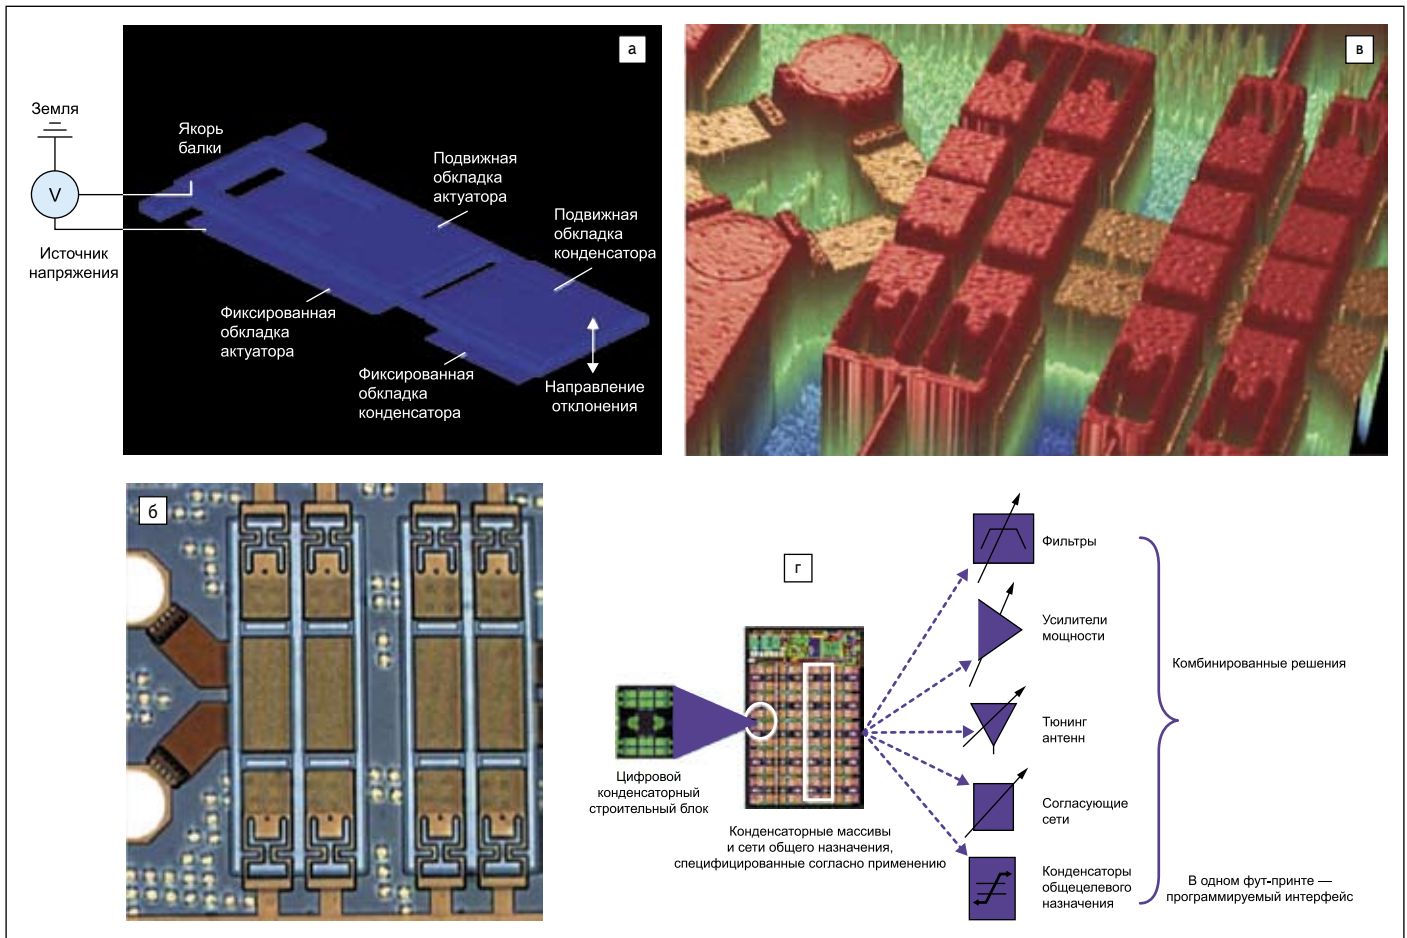 а
Земля
Якорь
балки
V
Источник
напряжения
Подвижная
обкладка
актуатора
Подвижная
обкладка
конденсатора
Фиксированная
обкладка
актуатора
Фиксированная
обкладка
конденсатора
Направление
отклонения
в
б
г
Цифровой
конденсаторный
строительный блок
Конденсаторные массивы
и сети общего назначения,
специфицированные согласно применению
Фильтры
Усилители
мощности
Тюнинг
антенн
Согласующие
сети
Конденсаторы
общецелевого
назначения
Комбинированные решения
В одном фут-принте —
программируемый интерфейс